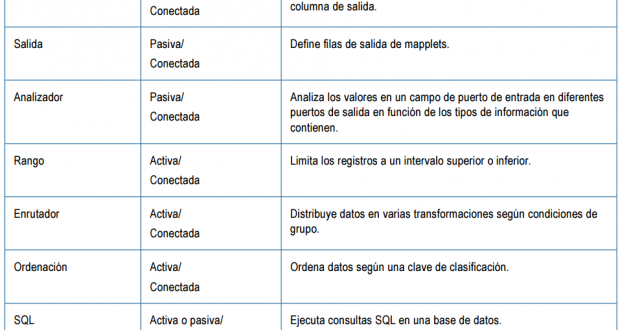 Conectada
columna de salida.
Salida
Pasiva/
Conectada
Define filas de salida de mapplets.
Analizador
Pasiva/
Conectada
Analiza los valores en un campo de puerto de entrada en diferentes
puertos de salida en función de los tipos de información que
contienen.
Rango
Activa/
Conectada
Limita los registros a un intervalo superior o inferior.
Enrutador
Activa/
Conectada
Distribuye datos en varias transformaciones según condiciones de
grupo.
Ordenación
Activa/
Conectada
Ordena datos según una clave de clasificación.
SQL
Activa o pasiva/
Ejecuta consultas SQL en una base de datos.